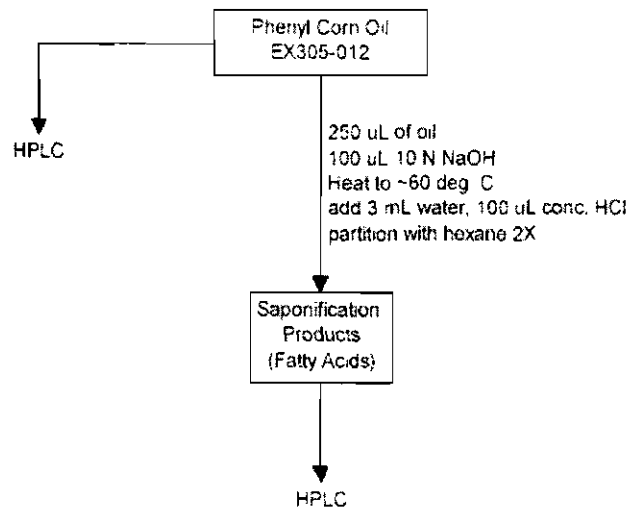 Phenyl Corn Oil
EX305-012
HPLC
250 uL of oil
100 uL 10 N NaOH
Heat to ~60 deg C
add 3 mL water, 100 uL conc. HCl
partition with hexane 2X
Saponification
Products
(Fatty Acids)
HPLC